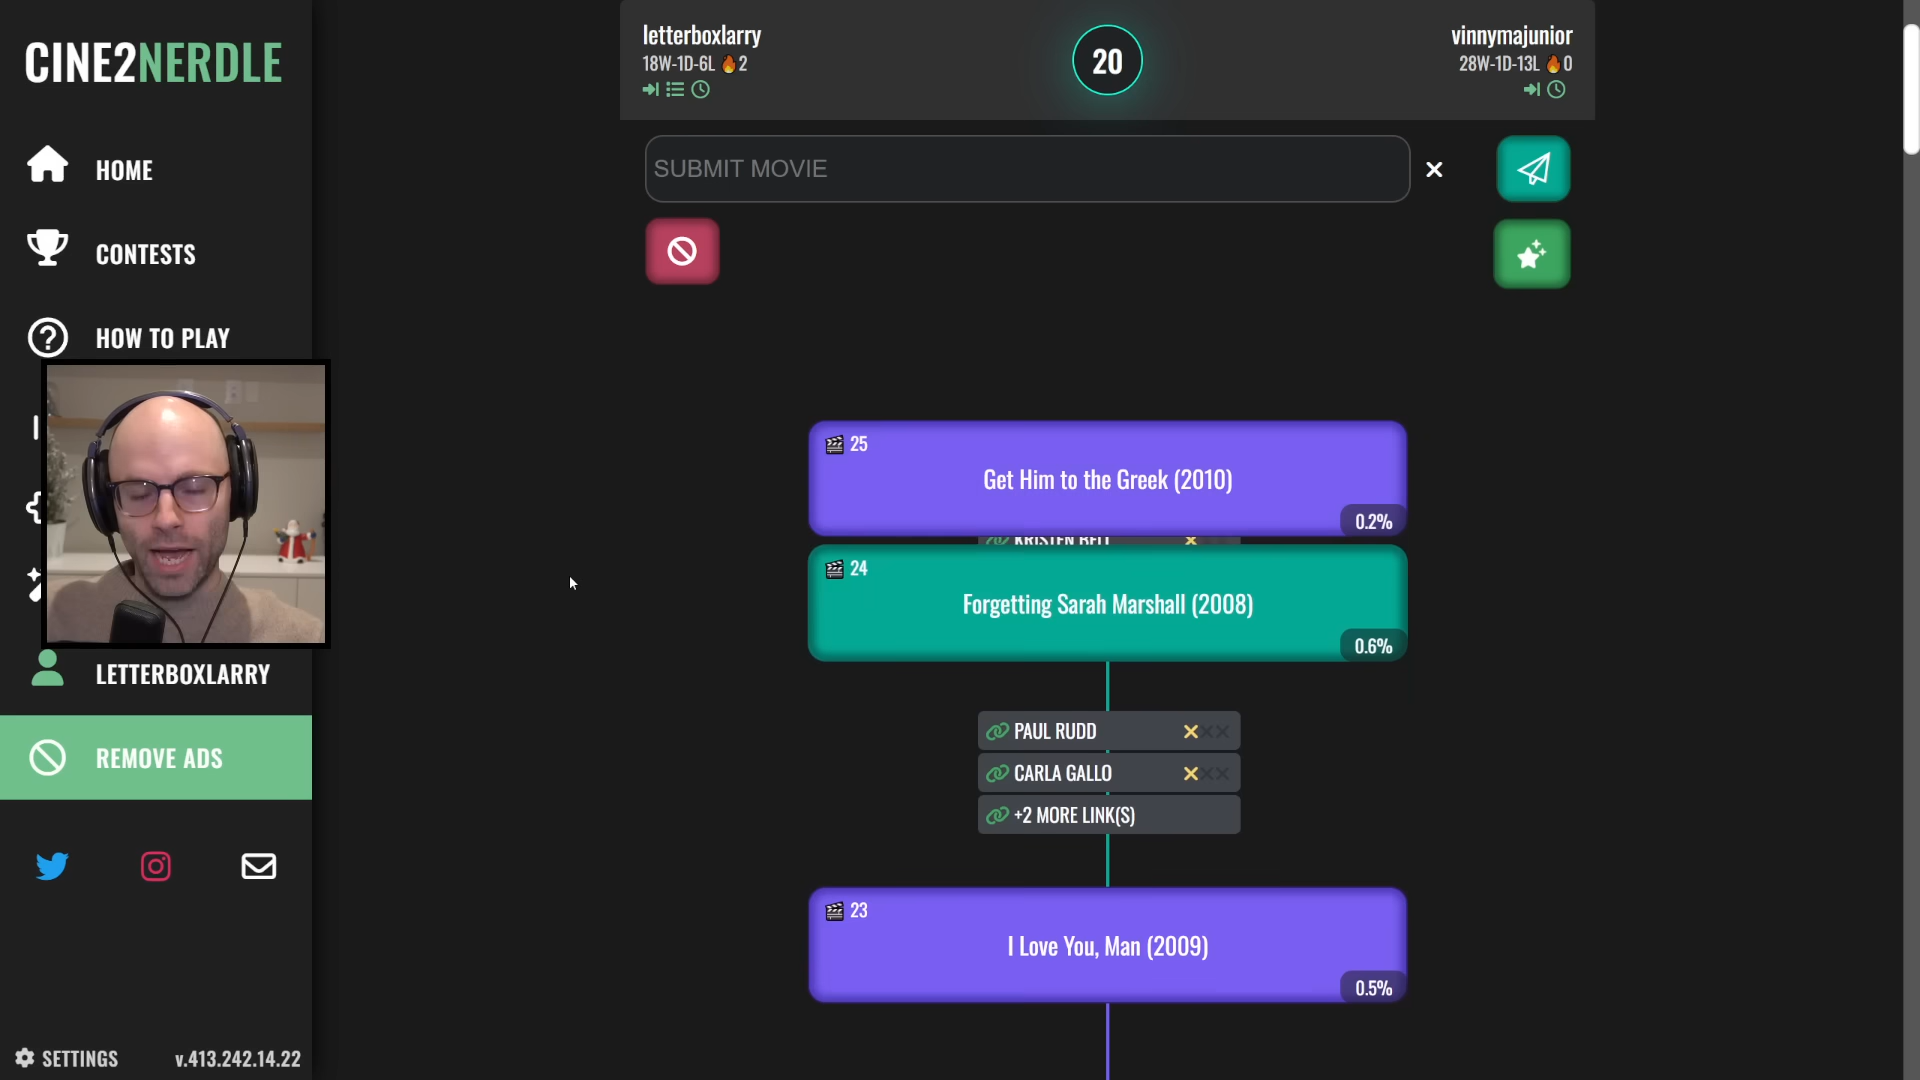 CINE2NERDLE
HOME
CONTESTS
HOW TO PLAY
LETTERBOXLARRY
REMOVE ADS
SETTINGS
v.413.242.14.22
letterboxlarry
18W-1D-6L 🔥2
20
vinnymajunior
28W-1D-13L 🔥0
SUBMIT MOVIE
25
Get Him to the Greek (2010)
0.2%
KRISTEN BELL
24
Forgetting Sarah Marshall (2008)
0.6%
PAUL RUDD
CARLA GALLO
+2 MORE LINK(S)
23
I Love You, Man (2009)
0.5%